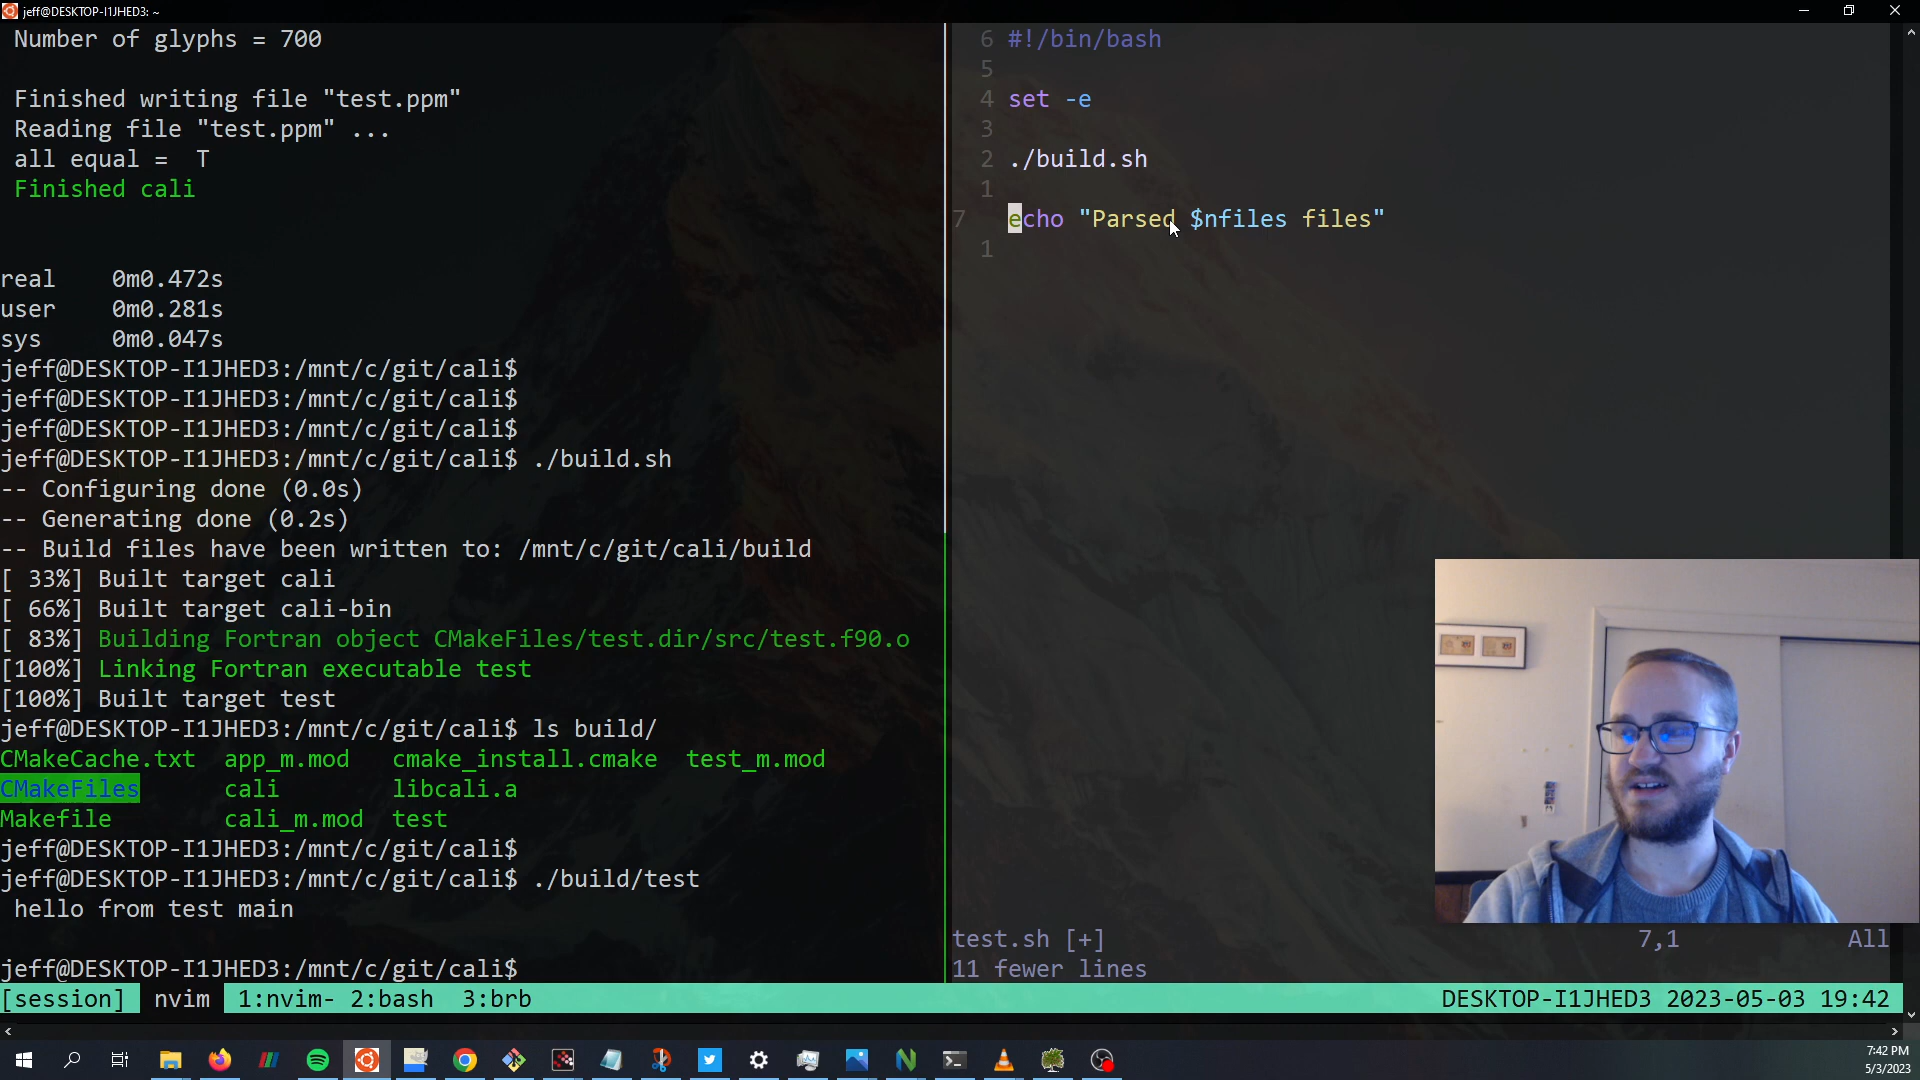 jeff@DESKTOP-I1JHED3: ~
Number of glyphs = 700
Finished writing file "test.ppm"
Reading file "test.ppm" ...
all equal =  T
Finished cali
real    0m0.472s
user    0m0.281s
sys     0m0.047s
jeff@DESKTOP-I1JHED3:/mnt/c/git/cali$
jeff@DESKTOP-I1JHED3:/mnt/c/git/cali$
jeff@DESKTOP-I1JHED3:/mnt/c/git/cali$
jeff@DESKTOP-I1JHED3:/mnt/c/git/cali$ ./build.sh
-- Configuring done (0.0s)
-- Generating done (0.2s)
-- Build files have been written to: /mnt/c/git/cali/build
[ 33%] Built target cali
[ 66%] Built target cali-bin
[ 83%] Building Fortran object CMakeFiles/test.dir/src/test.f90.o
[100%] Linking Fortran executable test
[100%] Built target test
jeff@DESKTOP-I1JHED3:/mnt/c/git/cali$ ls build/
CMakeCache.txt  app_m.mod   cmake_install.cmake  test_m.mod
CMakeFiles      cali        libcali.a
Makefile        cali_m.mod  test
jeff@DESKTOP-I1JHED3:/mnt/c/git/cali$
jeff@DESKTOP-I1JHED3:/mnt/c/git/cali$ ./build/test
hello from test main
jeff@DESKTOP-I1JHED3:/mnt/c/git/cali$
6 #!/bin/bash
5
4 set -e
3
2 ./build.sh
1
7 echo "Parsed $nfiles files"
1
test.sh [+] 7,1 All
11 fewer lines
[session] nvim 1:nvim- 2:bash 3:brb DESKTOP-I1JHED3 2023-05-03 19:42
7:42 PM
5/3/2023